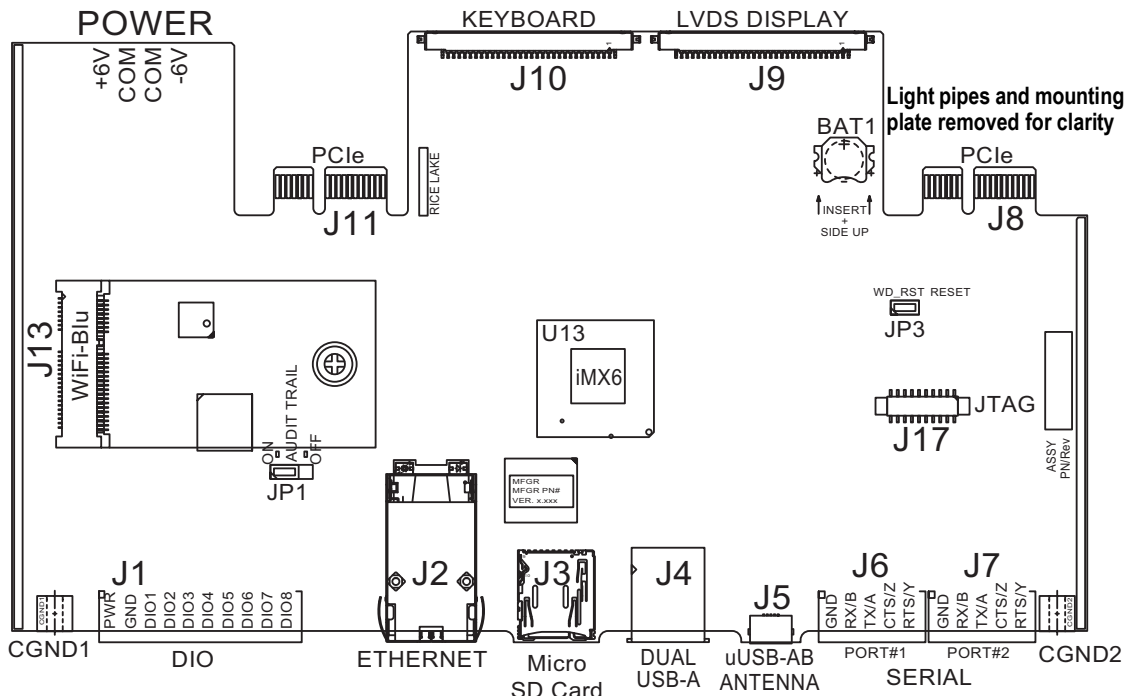 POWER
+6V
COM
COM
-6V
KEYBOARD
J10
LVDS DISPLAY
J9
Light pipes and mounting
plate removed for clarity
BAT1
+
INSERT
+
SIDE UP
PCIe
J11
RICE LAKE
PCIe
J8
J13
WiFi-Blu
ON
AUDIT TRAIL
OFF
JP1
U13
iMX6
WD_RST RESET
JP3
JTAG
J17
ASSY
PN/Rev
MFGR
MFGR PN#
VER. x.xxx
CGND1
CGND1
J1
PWR
GND
DIO1
DIO2
DIO3
DIO4
DIO5
DIO6
DIO7
DIO8
DIO
J2
ETHERNET
J3
Micro
SD Card
J4
DUAL
USB-A
J5
uUSB-AB
ANTENNA
J6
GND
RX/B
TX/A
CTS/Z
RTS/Y
PORT#1
J7
GND
RX/B
TX/A
CTS/Z
RTS/Y
PORT#2
SERIAL
CGND2
CGND2